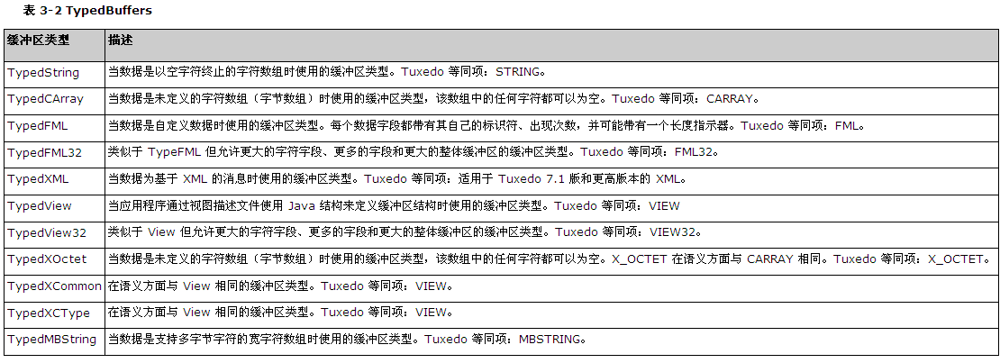 表 3-2 TypedBuffers
缓冲区类型 描述
TypedString 当数据是以空字符终止的字符数组时使用的缓冲区类型。Tuxedo 等同项：STRING。
TypedCArray 当数据是未定义的字符数组（字节数组）时使用的缓冲区类型，该数组中的任何字符都可以为空。Tuxedo 等同项：CARRAY。
TypedFML 当数据是自定义数据时使用的缓冲区类型。每个数据字段都带有其自己的标识符、出现次数，并可能带有一个长度指示器。Tuxedo 等同项：FML。
TypedFML32 类似于 TypeFML 但允许更大的字符字段、更多的字段和更大的整体缓冲区的缓冲区类型。Tuxedo 等同项：FML32。
TypedXML 当数据为基于 XML 的消息时使用的缓冲区类型。Tuxedo 等同项：适用于 Tuxedo 7.1 版和更高版本的 XML。
TypedView 当应用程序通过视图描述文件使用 Java 结构来定义缓冲区结构时使用的缓冲区类型。Tuxedo 等同项：VIEW
TypedView32 类似于 View 但允许更大的字符字段、更多的字段和更大的整体缓冲区的缓冲区类型。Tuxedo 等同项：VIEW32。
TypedXOctet 当数据是未定义的字符数组（字节数组）时使用的缓冲区类型，该数组中的任何字符都可以为空。X_OCTET 在语义方面与 CARRAY 相同。Tuxedo 等同项：X_OCTET。
TypedXCommon 在语义方面与 View 相同的缓冲区类型。Tuxedo 等同项：VIEW。
TypedXCType 在语义方面与 View 相同的缓冲区类型。Tuxedo 等同项：VIEW。
TypedMBString 当数据是支持多字节字符的宽字符数组时使用的缓冲区类型。Tuxedo 等同项：MBSTRING。